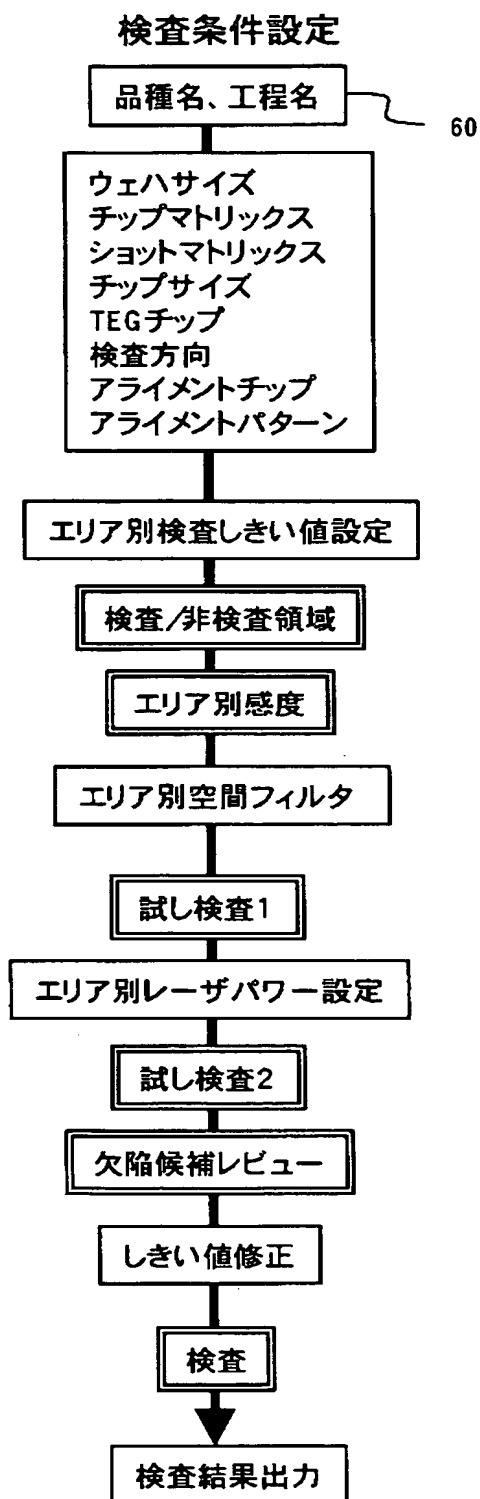 検査条件設定
品種名、工程名
60
ウェハサイズ
チップマトリックス
ショットマトリックス
チップサイズ
TEGチップ
検査方向
アライメントチップ
アライメントパターン
エリア別検査しきい値設定
検査/非検査領域
エリア別感度
エリア別空間フィルタ
試し検査1
エリア別レーザパワー設定
試し検査2
欠陥候補レビュー
しきい値修正
検査
検査結果出力